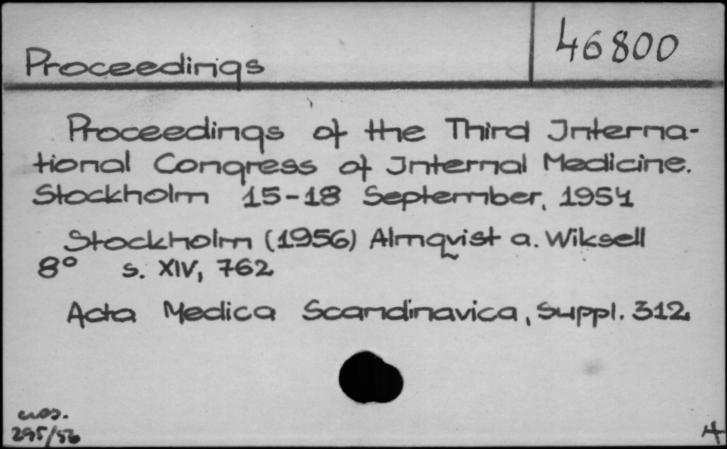 Proceedings
46800
Proceedings of the Third Interna-
tional Congress of Internal Medicine.
Stockholm 15-18 September, 1954
Stockholm (1956) Almqvist a. Wiksell
8° s. XIV, 762
Acta Medica Scandinavica, Suppl. 312
295/56